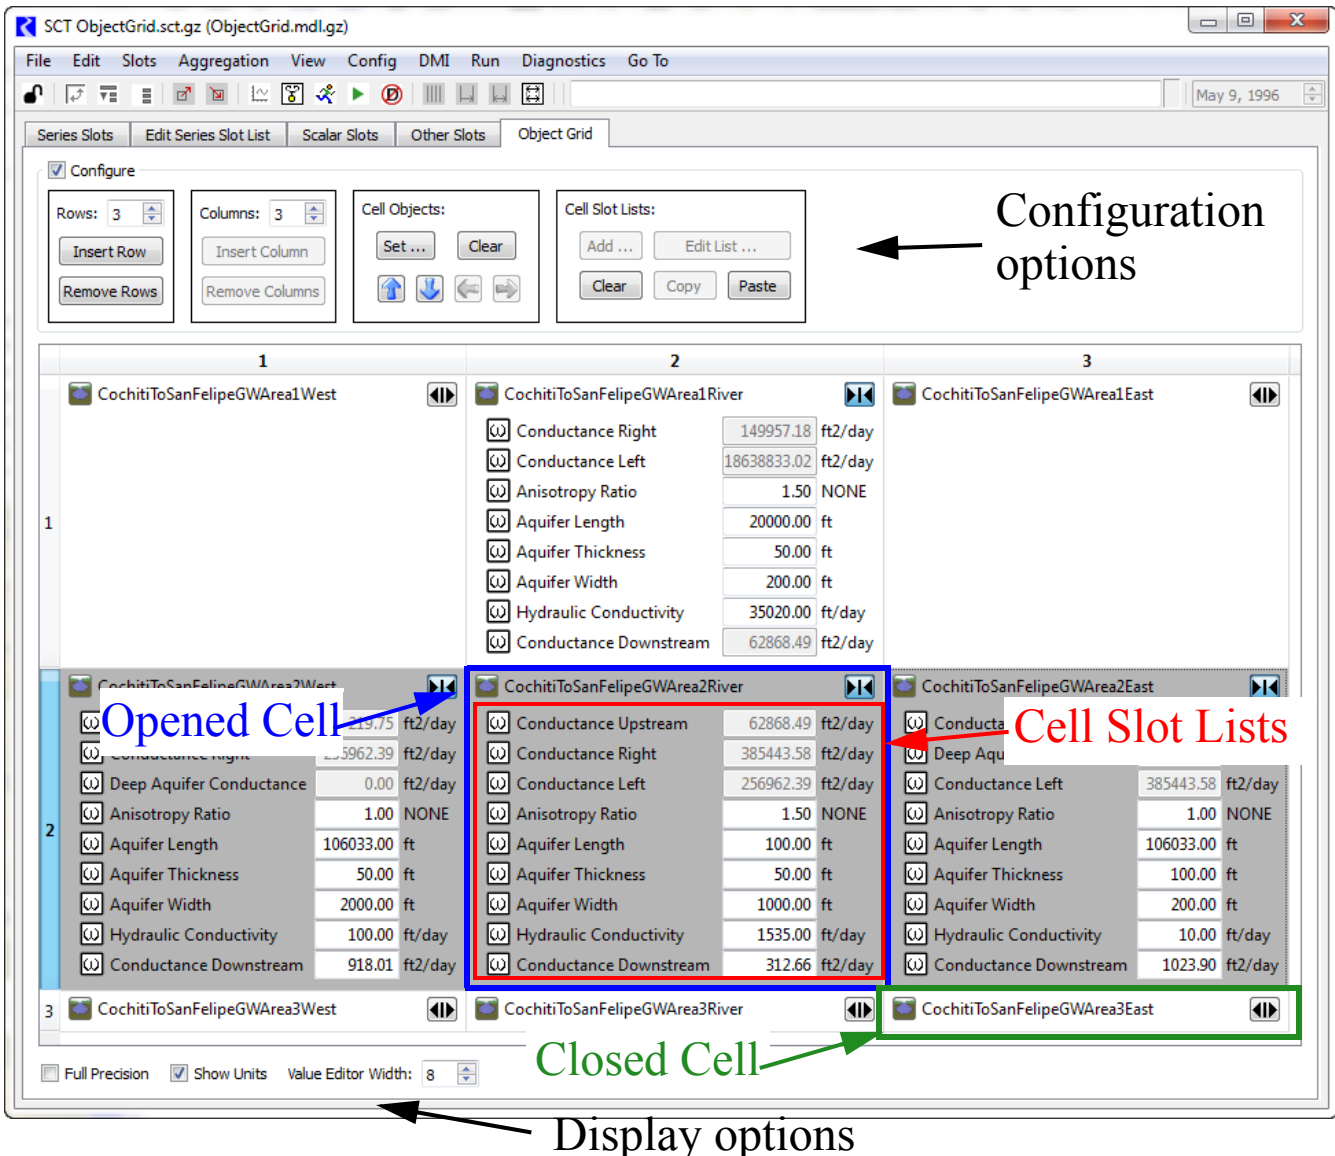 SCT ObjectGrid.sct.gz (ObjectGrid.mdl.gz)
File Edit Slots Aggregation View Config DMI Run Diagnostics Go To
May 9, 1996
Series Slots Edit Series Slot List Scalar Slots Other Slots Object Grid
Configure
Rows: 3 Columns: 3 Cell Objects: Cell Slot Lists:
Insert Row Insert Column Set ... Clear Add ... Edit List ...
Remove Rows Remove Columns Clear Copy Paste
Configuration
options
1 2 3
CochitiToSanFelipeGWArea1West CochitiToSanFelipeGWArea1River CochitiToSanFelipeGWArea1East
Conductance Right 149957.18 ft2/day
Conductance Left 18638833.02 ft2/day
Anisotropy Ratio 1.50 NONE
1 Aquifer Length 20000.00 ft
Aquifer Thickness 50.00 ft
Aquifer Width 200.00 ft
Hydraulic Conductivity 35020.00 ft/day
Conductance Downstream 62868.49 ft2/day
CochitiToSanFelipeGWArea2West CochitiToSanFelipeGWArea2River CochitiToSanFelipeGWArea2East
Opened Cell 219.75 ft2/day Conductance Upstream 62868.49 ft2/day Conducta Cell Slot Lists
Conductance Right 256962.39 ft2/day Conductance Right 385443.58 ft2/day Deep Aqu
Deep Aquifer Conductance 0.00 ft2/day Conductance Left 256962.39 ft2/day Conductance Left 385443.58 ft2/day
Anisotropy Ratio 1.00 NONE Anisotropy Ratio 1.50 NONE Anisotropy Ratio 1.00 NONE
2 Aquifer Length 106033.00 ft Aquifer Length 100.00 ft Aquifer Length 106033.00 ft
Aquifer Thickness 50.00 ft Aquifer Thickness 50.00 ft Aquifer Thickness 100.00 ft
Aquifer Width 2000.00 ft Aquifer Width 1000.00 ft Aquifer Width 200.00 ft
Hydraulic Conductivity 100.00 ft/day Hydraulic Conductivity 1535.00 ft/day Hydraulic Conductivity 10.00 ft/day
Conductance Downstream 918.01 ft2/day Conductance Downstream 312.66 ft2/day Conductance Downstream 1023.90 ft2/day
3 CochitiToSanFelipeGWArea3West CochitiToSanFelipeGWArea3River CochitiToSanFelipeGWArea3East
Closed Cell
Full Precision Show Units Value Editor Width: 8
Display options